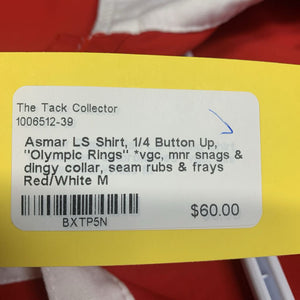 The Tack Collector
1006512-39
Asmar LS Shirt, 1/4 Button Up,
"Olympic Rings" *vgc, mnr snags &
dingy collar, seam rubs & frays
Red/White M
BXTP5N
$60.00